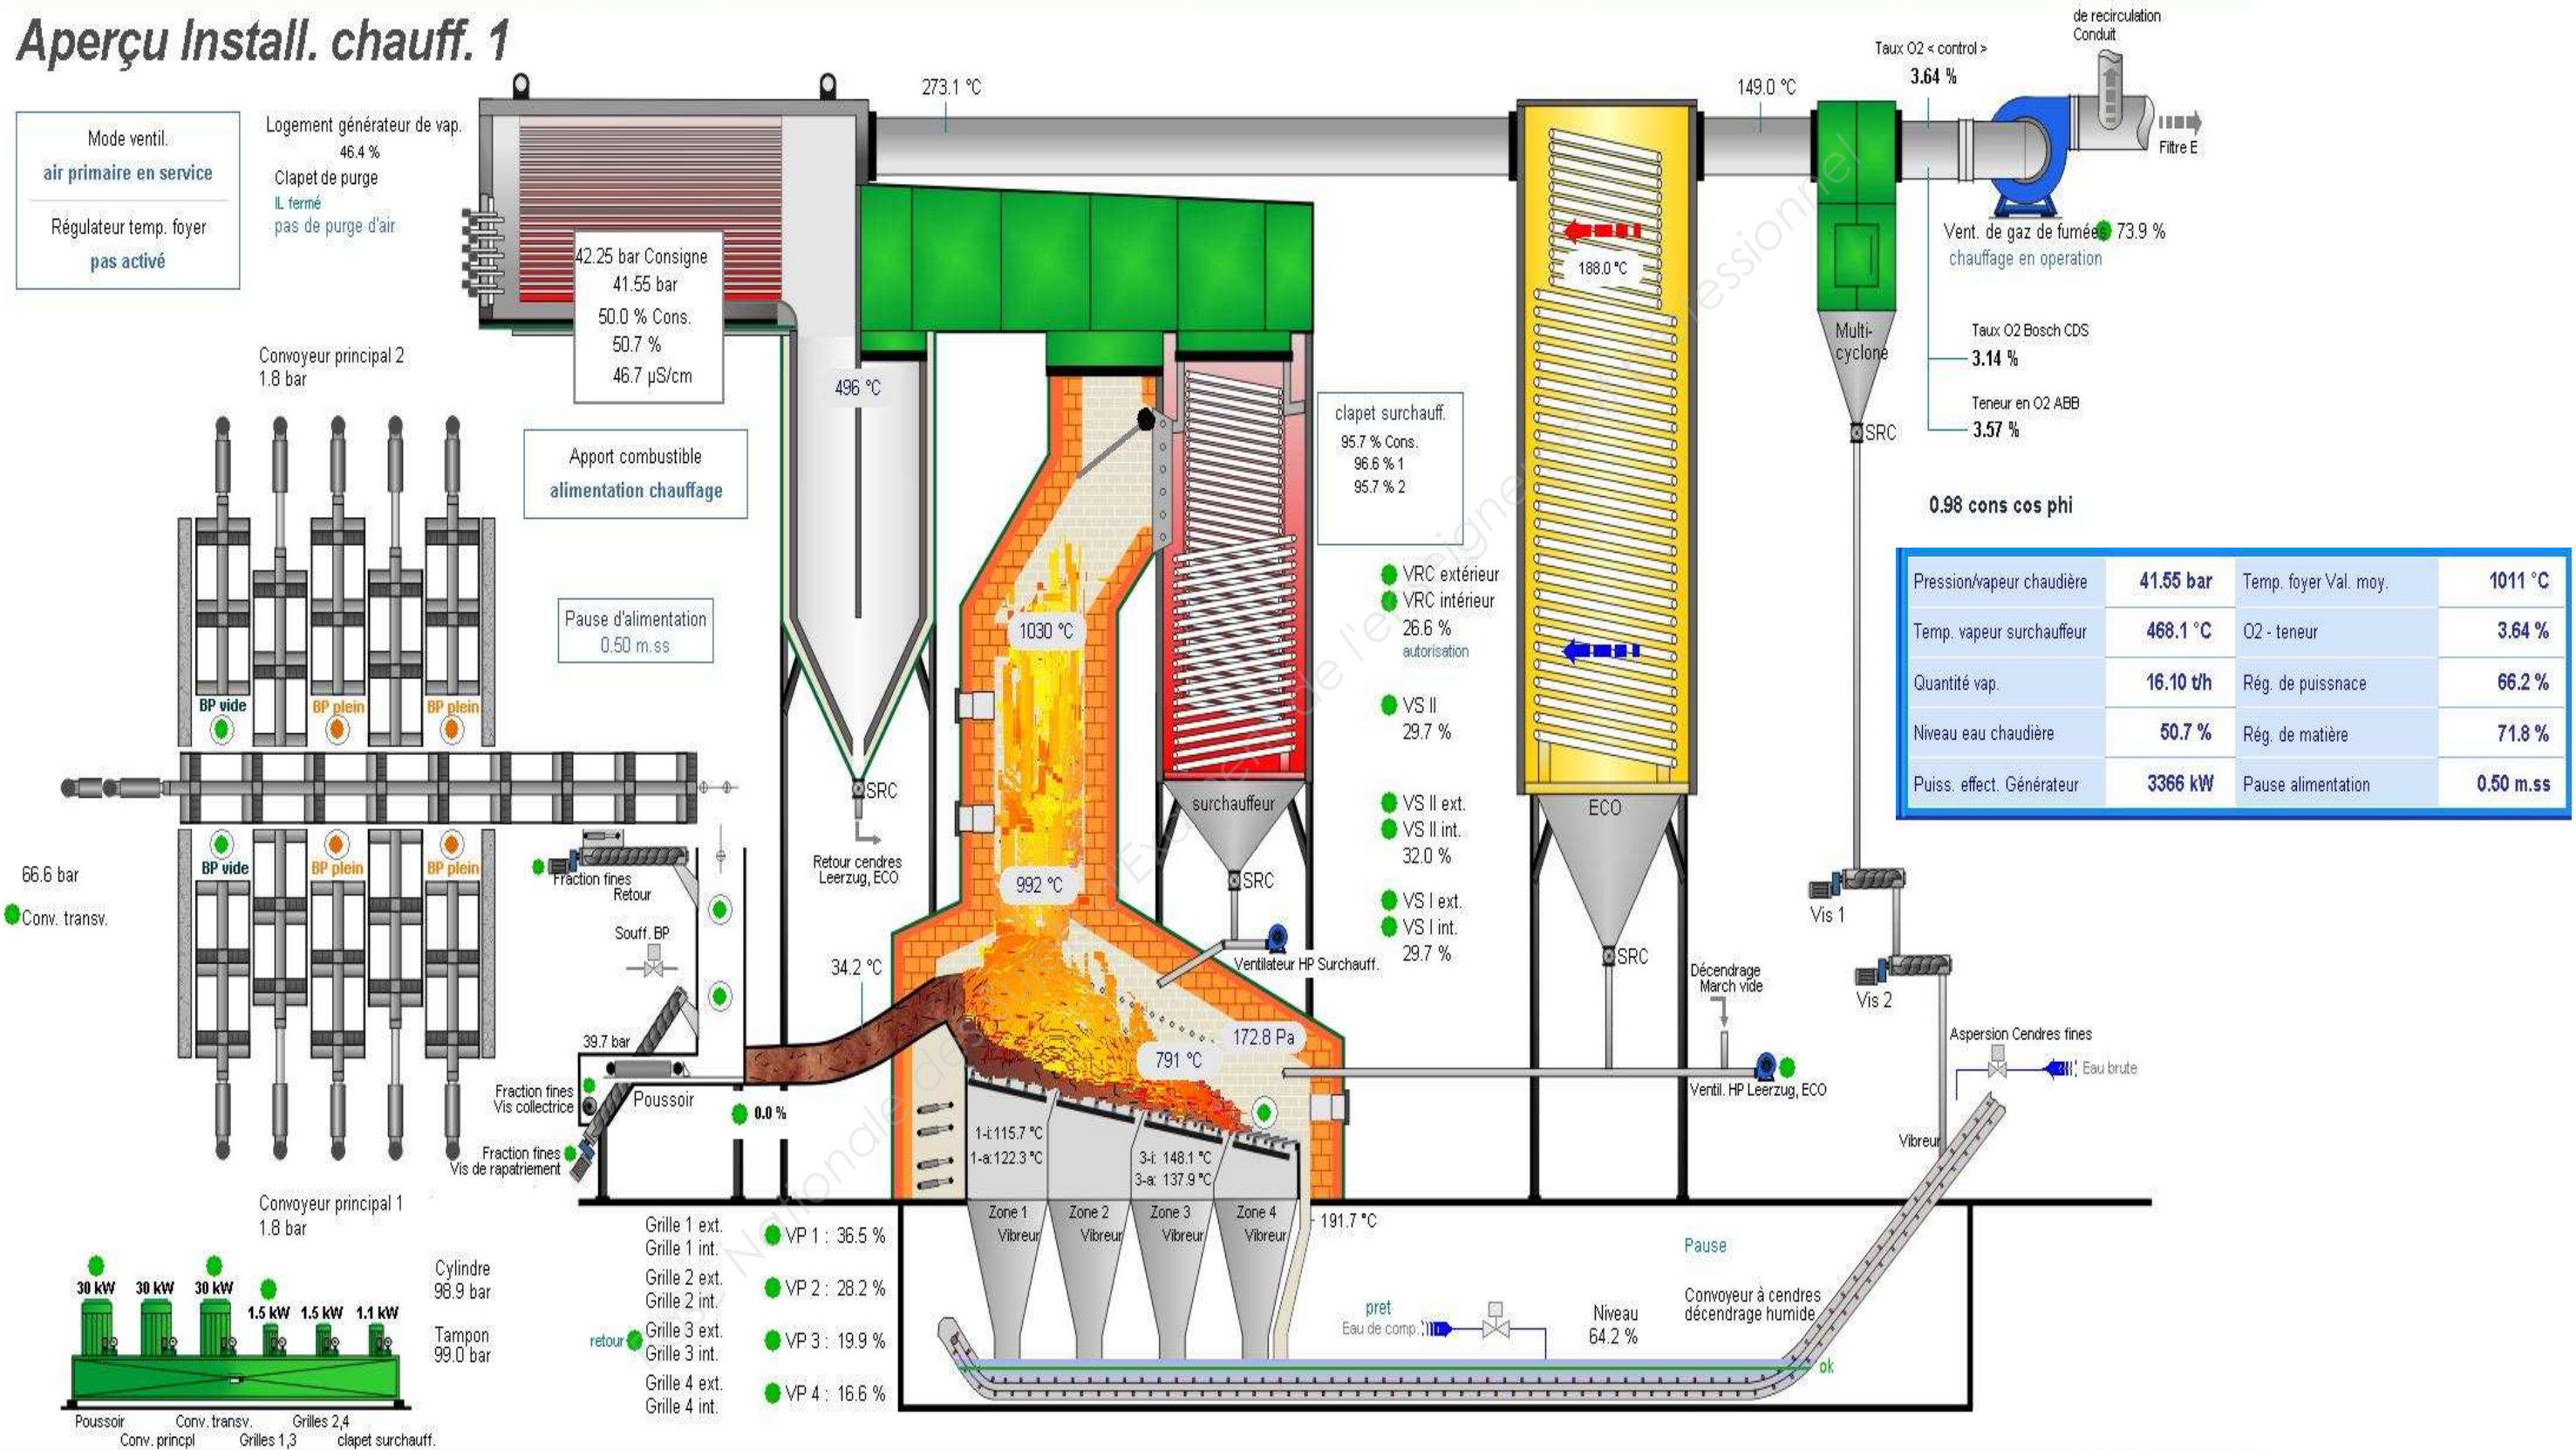 Aperçu Install. chauff. 1
Mode ventil.
air primaire en service
Régulateur temp. foyer
pas activé
Logement générateur de vap.
46.4 %
Clapet de purge
IL fermé
pas de purge d'air
42.25 bar Consigne
41.55 bar
50.0 % Cons.
50.7 %
46.7 µS/cm
273.1 °C
149.0 °C
Taux O2 < control >
3.64 %
de recirculation
Conduit
Filtre E
Vent. de gaz de fumées 73.9 %
chauffage en operation
Multi-
cyclone
SRC
Taux O2 Bosch CDS
3.14 %
Teneur en O2 ABB
3.57 %
0.98 cons cos phi
Pression/vapeur chaudière 41.55 bar Temp. foyer Val. moy. 1011 °C
Temp. vapeur surchauffeur 468.1 °C O2 - teneur 3.64 %
Quantité vap. 16.10 t/h Rég. de puissnace 66.2 %
Niveau eau chaudière 50.7 % Rég. de matière 71.8 %
Puiss. effect. Générateur 3366 kW Pause alimentation 0.50 m.ss
Convoyeur principal 2
1.8 bar
496 °C
Apport combustible
alimentation chauffage
Pause d'alimentation
0.50 m.ss
188.0 °C
clapet surchauff.
95.7 % Cons.
96.6 % 1
95.7 % 2
VRC extérieur
VRC intérieur
26.6 %
autorisation
VS II
29.7 %
VS II ext.
VS II int.
32.0 %
VS I ext.
VS I int.
29.7 %
1030 °C
992 °C
791 °C
172.8 Pa
surchauffeur
SRC
Ventilateur HP Surchauff.
ECO
SRC
SRC
Retour cendres
Leerzug, ECO
34.2 °C
BP vide
BP plein
BP plein
BP vide
BP plein
BP plein
66.6 bar
Conv. transv.
Fraction fines
Retour
Souff. BP
39.7 bar
Fraction fines
Vis collectrice
Poussoir
0.0 %
Fraction fines
Vis de rapatriement
Convoyeur principal 1
1.8 bar
Décendrage
March vide
Ventil. HP Leerzug, ECO
Vis 1
Vis 2
Aspersion Cendres fines
Eau brute
Vibreur
1-i:115.7 °C
1-a:122.3 °C
3-i: 148.1 °C
3-a: 137.9 °C
Zone 1
Vibreur
Zone 2
Vibreur
Zone 3
Vibreur
Zone 4
Vibreur
191.7 °C
30 kW
30 kW
30 kW
1.5 kW
1.5 kW
1.1 kW
Cylindre
98.9 bar
Tampon
99.0 bar
Poussoir
Conv. princpl
Conv. transv.
Grilles 1,3
Grilles 2,4
clapet surchauff.
Grille 1 ext.
Grille 1 int.
VP 1 : 36.5 %
Grille 2 ext.
Grille 2 int.
VP 2 : 28.2 %
retour
Grille 3 ext.
Grille 3 int.
VP 3 : 19.9 %
Grille 4 ext.
Grille 4 int.
VP 4 : 16.6 %
pret
Eau de comp.
Niveau
64.2 %
Pause
Convoyeur à cendres
décendrage humide
ok